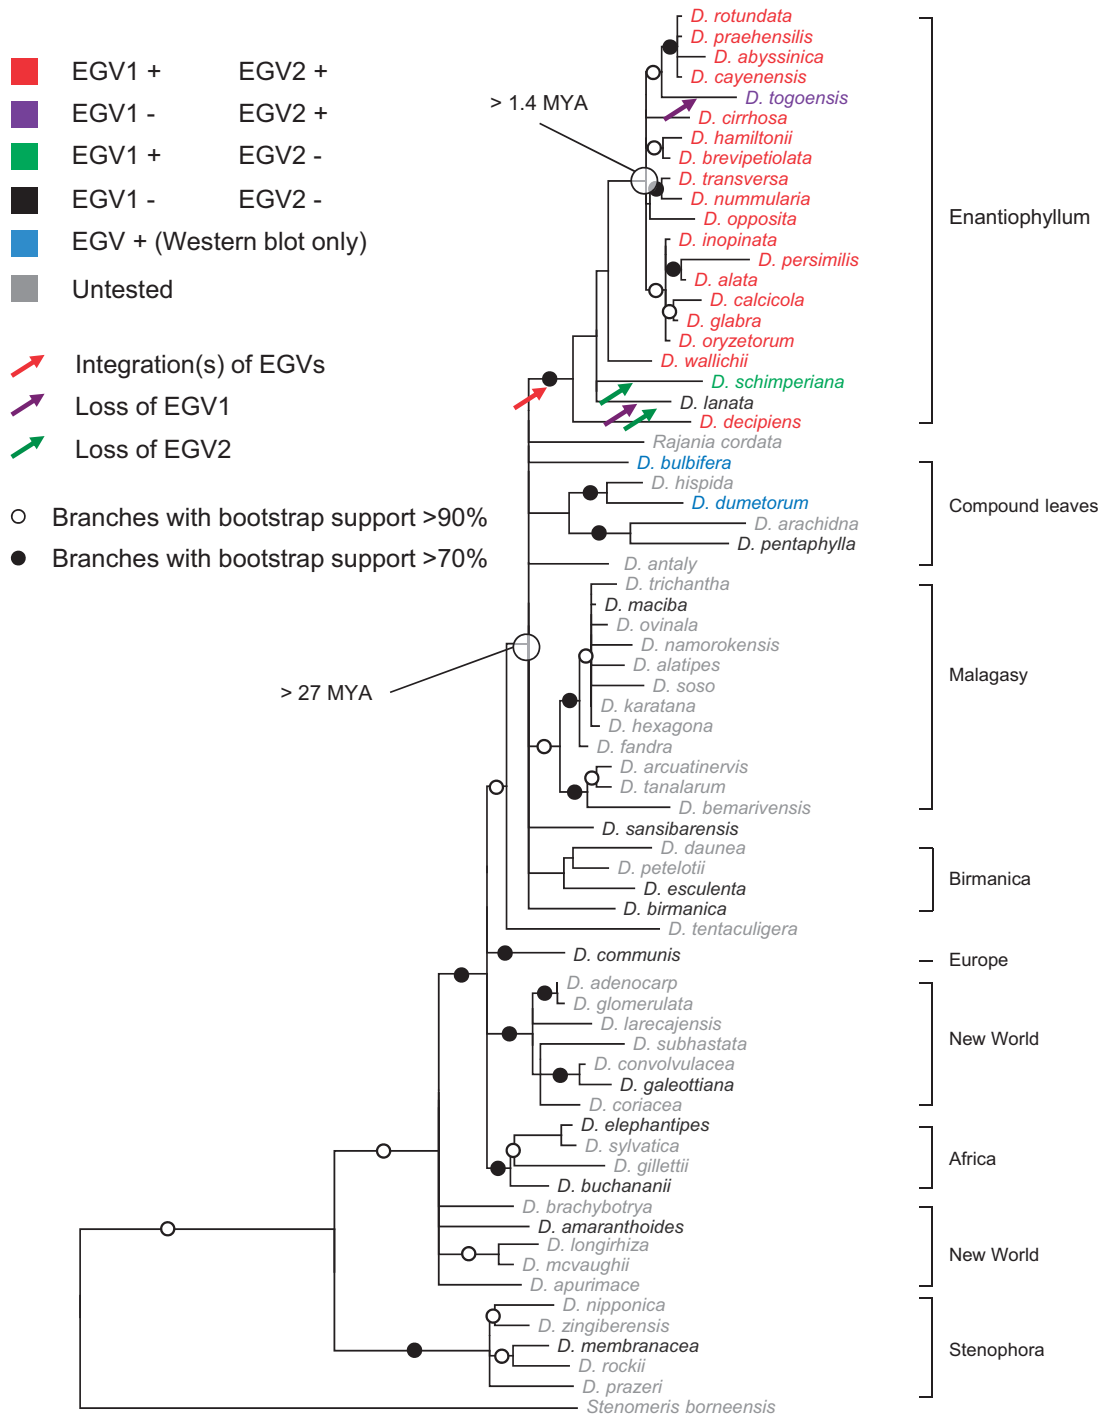 EGV1 + EGV2 +
EGV1 - EGV2 +
EGV1 + EGV2 -
EGV1 - EGV2 -
EGV + (Western blot only)
Untested
Integration(s) of EGVs
Loss of EGV1
Loss of EGV2
Branches with bootstrap support >90%
Branches with bootstrap support >70%
> 1.4 MYA
> 27 MYA
D. rotundata
D. praehensilis
D. abyssinica
D. cayenensis
D. togoensis
D. cirrhosa
D. hamiltonii
D. brevipetiolata
D. transversa
D. nummularia
D. opposita
D. inopinata
D. persimilis
D. alata
D. calcicola
D. glabra
D. oryzetorum
D. wallichii
D. schimperiana
D. lanata
D. decipiens
Rajania cordata
D. bulbifera
D. hispida
D. dumetorum
D. arachidna
D. pentaphylla
D. antaly
D. trichantha
D. maciba
D. ovinala
D. namorokensis
D. alatipes
D. soso
D. karatana
D. hexagona
D. fandra
D. arcuatinervis
D. tanalarum
D. bemarivensis
D. sansibarensis
D. daunea
D. petelotii
D. esculenta
D. birmanica
D. tentaculigera
D. communis
D. adenocarp
D. glomerulata
D. larecajensis
D. subhastata
D. convolvulacea
D. galeottiana
D. coriacea
D. elephantipes
D. sylvatica
D. gillettii
D. buchananii
D. brachybotrya
D. amaranthoides
D. longirhiza
D. mcvaughii
D. apurimace
D. nipponica
D. zingiberensis
D. membranacea
D. rockii
D. prazeri
Stenomeris borneensis
Enantiophyllum
Compound leaves
Malagasy
Birmanica
Europe
New World
Africa
New World
Stenophora